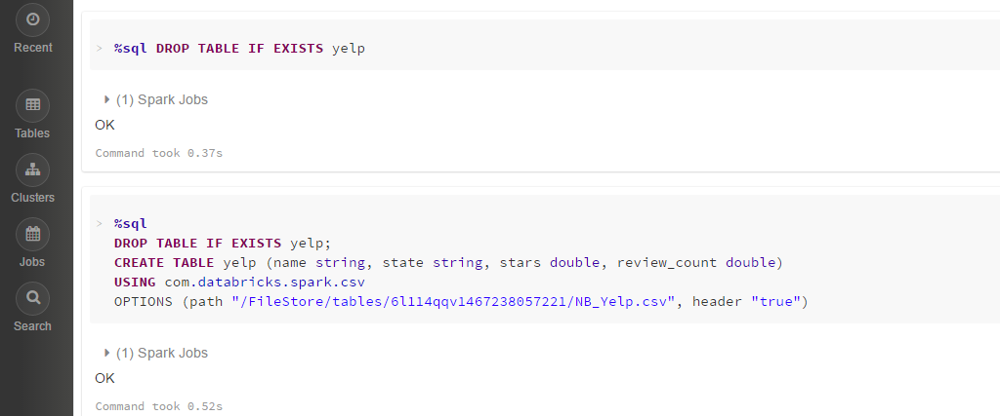 Recent
Tables
Clusters
Jobs
Search
> %sql DROP TABLE IF EXISTS yelp
(1) Spark Jobs
OK
Command took 0.37s
> %sql
DROP TABLE IF EXISTS yelp;
CREATE TABLE yelp (name string, state string, stars double, review_count double)
USING com.databricks.spark.csv
OPTIONS (path "/FileStore/tables/6l114qqv1467238057221/NB_Yelp.csv", header "true")
(1) Spark Jobs
OK
Command took 0.52s